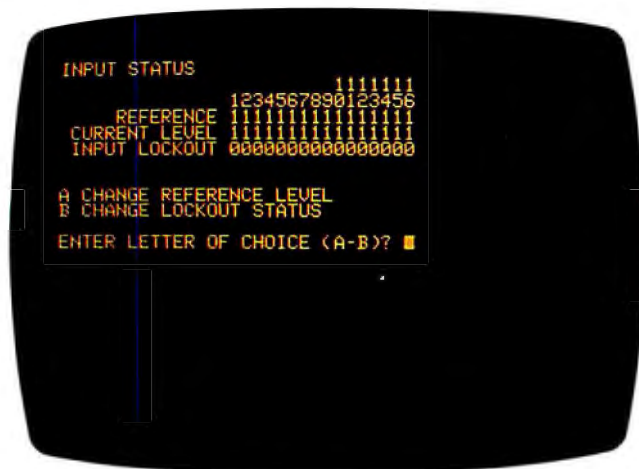 INPUT STATUS
1111111
1234567890123456
REFERENCE 1111111111111111
CURRENT LEVEL 1111111111111111
INPUT LOCKOUT 0000000000000000
A CHANGE REFERENCE LEVEL
B CHANGE LOCKOUT STATUS
ENTER LETTER OF CHOICE (A-B)?